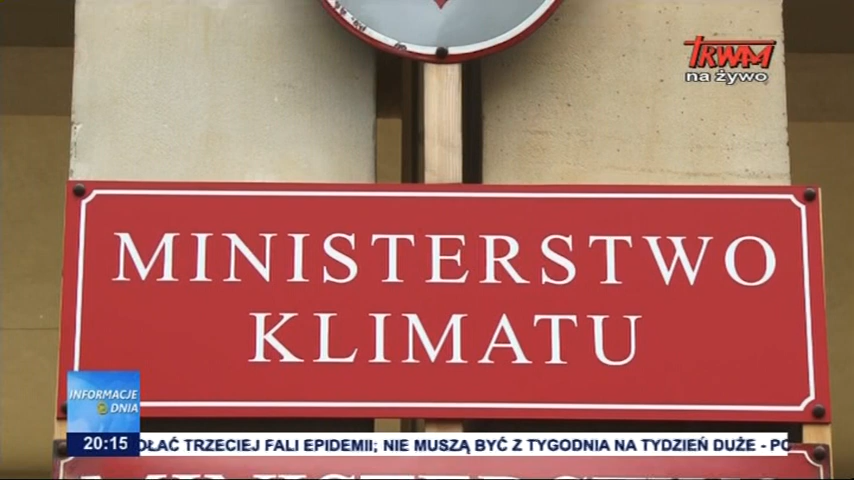 TRWAM
na żywo
MINISTERSTWO
KLIMATU
INFORMACJE
DNIA
20:15
TRZECIEJ FALI EPIDEMII; NIE MUSZĄ BYĆ Z TYGODNIA NA TYDZIEŃ DUŻE -